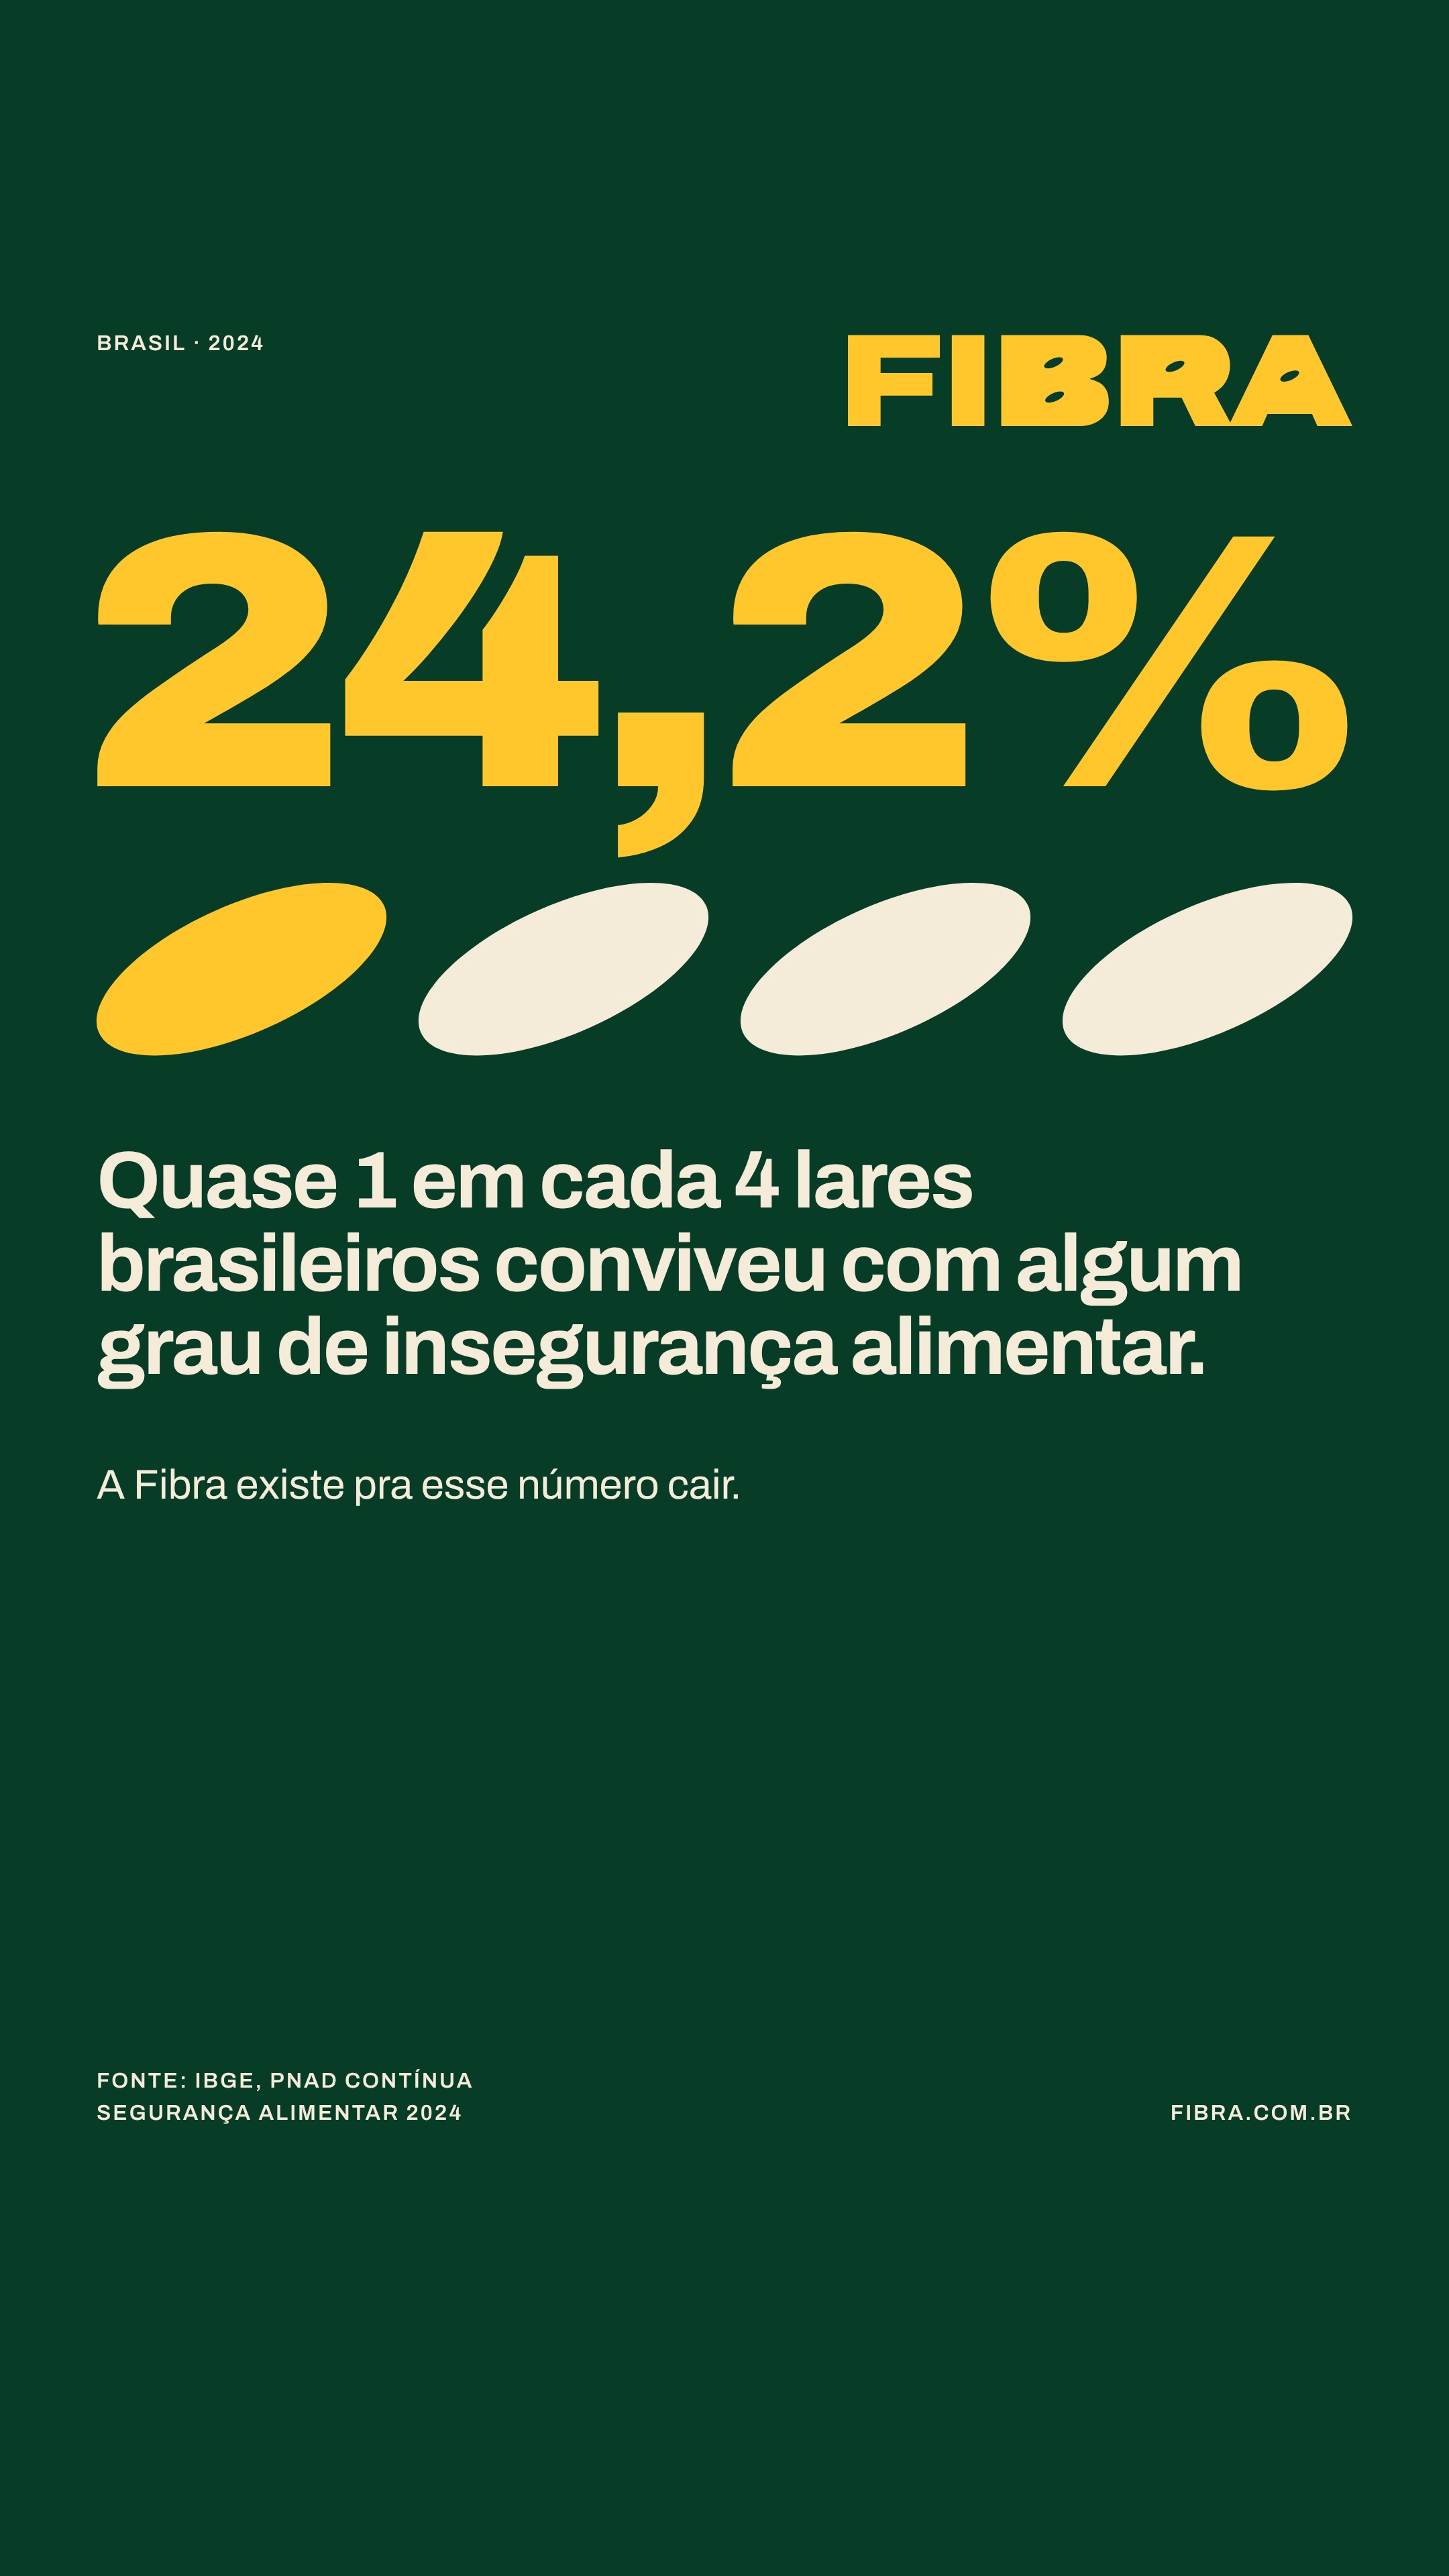 BRASIL · 2024
FIBRA
24,2%
Quase 1 em cada 4 lares
brasileiros conviveu com algum
grau de insegurança alimentar.
A Fibra existe pra esse número cair.
FONTE: IBGE, PNAD CONTÍNUA
SEGURANÇA ALIMENTAR 2024
FIBRA.COM.BR